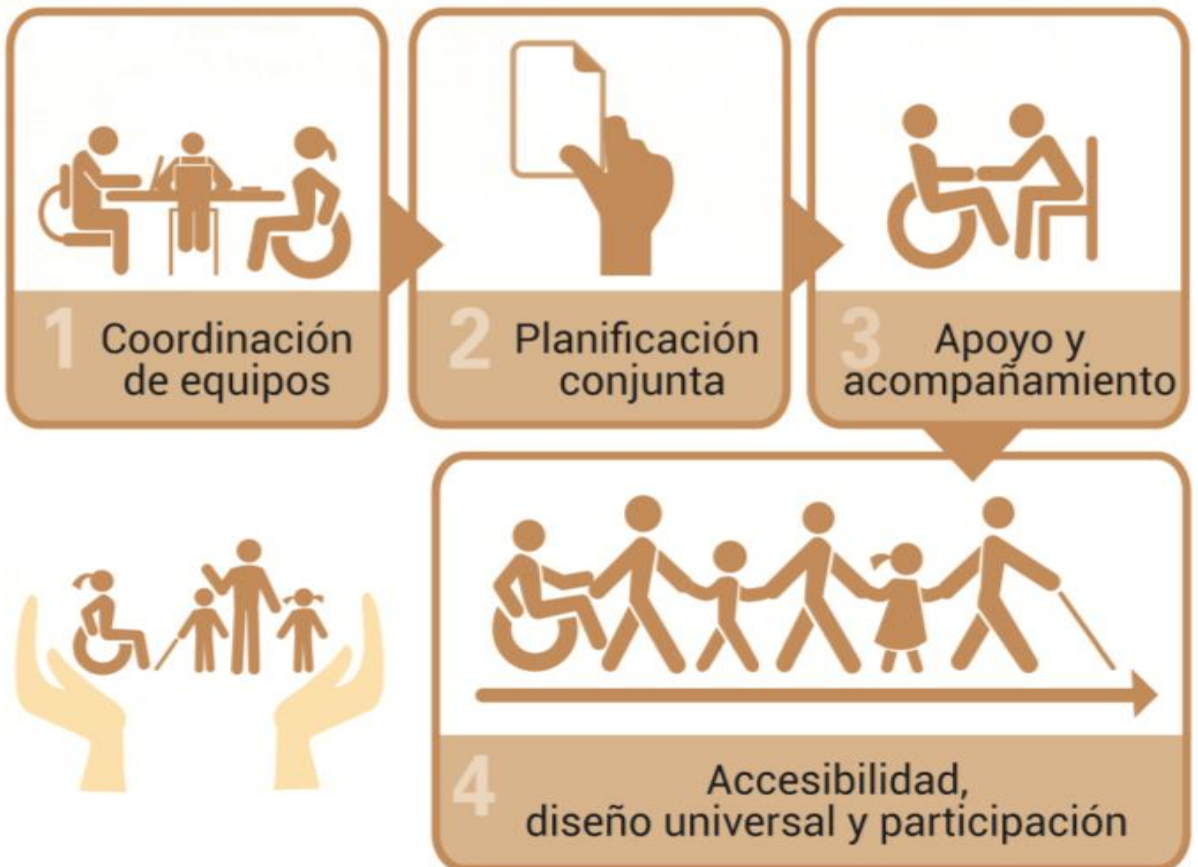 1 Coordinación
de equipos
2 Planificación
conjunta
3 Apoyo y
acompañamiento
4 Accesibilidad,
diseño universal y participación